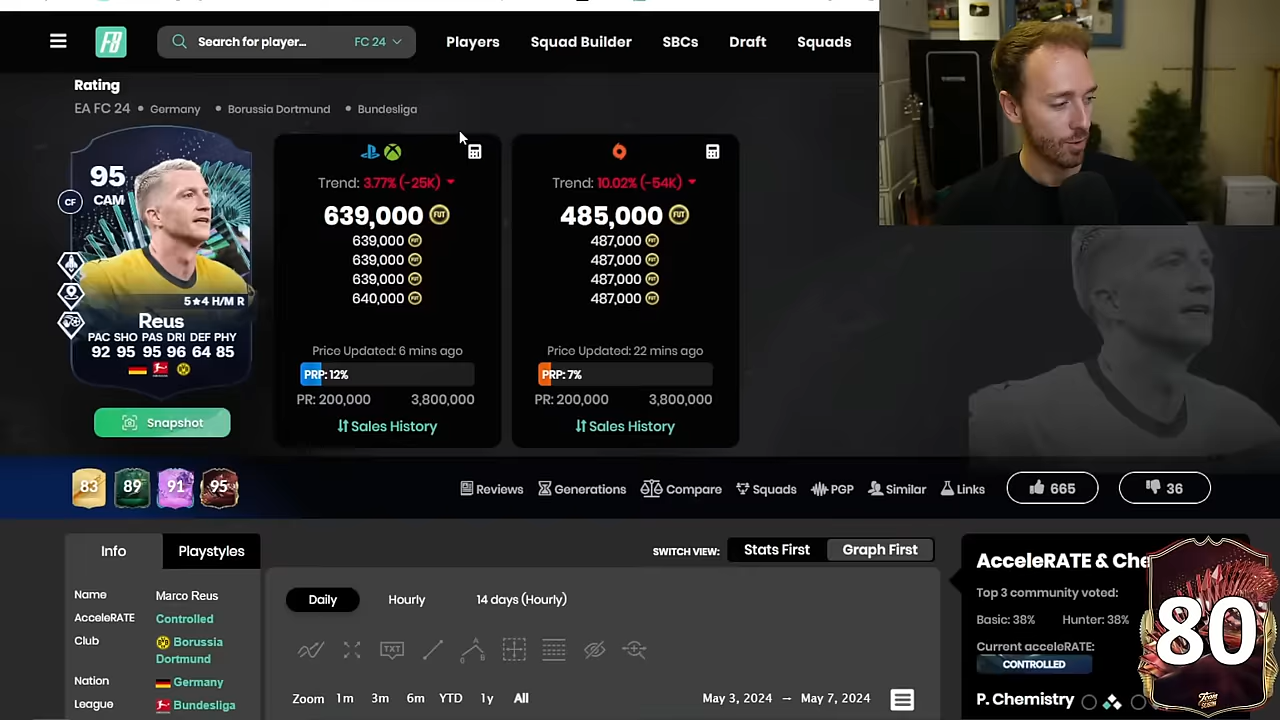 FB
Search for player...
FC 24
Players
Squad Builder
SBCs
Draft
Squads
Rating
EA FC 24 • Germany • Borussia Dortmund • Bundesliga
95
CAM
CF
5★4 H/M R
Reus
PAC SHO PAS DRI DEF PHY
92 95 95 96 64 85
Snapshot
Trend: 3.77% (-25K)
639,000 FUT
639,000
639,000
639,000
640,000
Price Updated: 6 mins ago
PRP: 12%
PR: 200,000 3,800,000
Sales History
Trend: 10.02% (-54K)
485,000 FUT
487,000
487,000
487,000
487,000
Price Updated: 22 mins ago
PRP: 7%
PR: 200,000 3,800,000
Sales History
83
89
91
95
Reviews
Generations
Compare
Squads
PGP
Similar
Links
665
36
Info
Playstyles
Name Marco Reus
AcceleRATE Controlled
Club Borussia
Dortmund
Nation Germany
League Bundesliga
SWITCH VIEW:
Stats First
Graph First
Daily
Hourly
14 days (Hourly)
TXT
Zoom 1m 3m 6m YTD 1y All
May 3, 2024 → May 7, 2024
AcceleRATE & Che
Top 3 community voted:
Basic: 38% Hunter: 38%
Current acceleRATE:
CONTROLLED
P. Chemistry
80